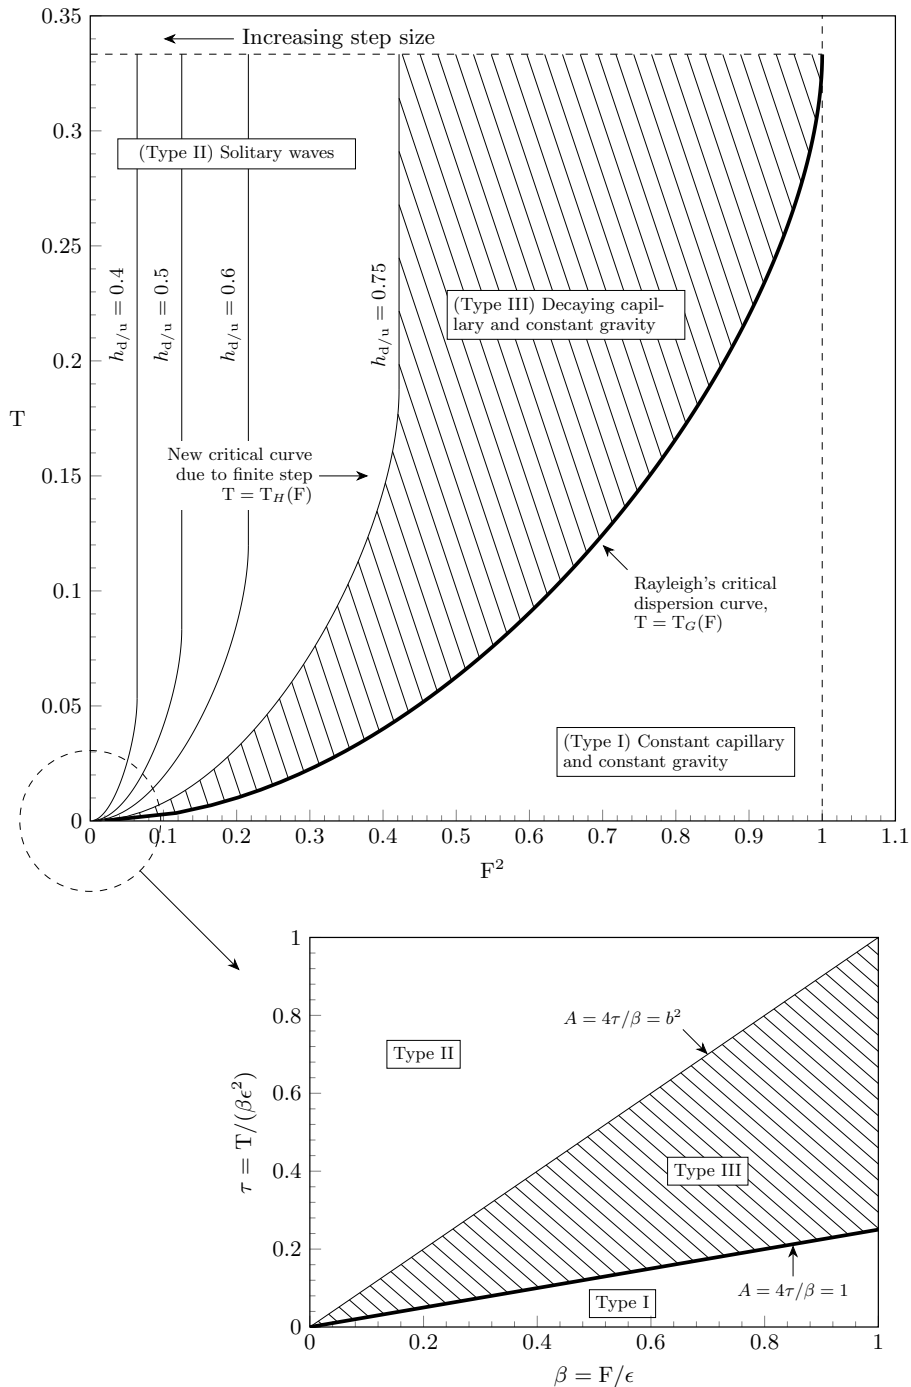 0.35
Increasing step size
0.3
(Type II) Solitary waves
0.25
h_{d/u} = 0.4
h_{d/u} = 0.5
h_{d/u} = 0.6
h_{d/u} = 0.75
(Type III) Decaying capil-
lary and constant gravity
0.2
T
New critical curve
due to finite step
T = T_H(F)
0.15
0.1
Rayleigh's critical
dispersion curve,
T = T_G(F)
0.05
(Type I) Constant capillary
and constant gravity
0
0 0.1 0.2 0.3 0.4 0.5 0.6 0.7 0.8 0.9 1 1.1
F²
1
A = 4τ/β = b²
0.8
Type II
0.6
τ = T/(βϵ²)
0.4
Type III
0.2
A = 4τ/β = 1
Type I
0
0 0.2 0.4 0.6 0.8 1
β = F/ϵ